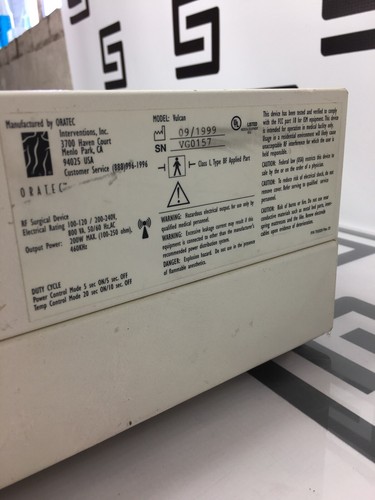 Manufactured by ORATEC
Interventions, Inc.
3700 Haven Court
Menlo Park, CA
94025 USA
Customer Service (888) 996-1996
ORATEC
RF Surgical Device
Electrical Rating 100-120 / 200-240V,
800 VA, 50/60 Hz, AC
Output Power: 200W MAX. (100-250 ohm),
460KHz
DUTY CYCLE
Power Control Mode 5 sec ON/5 sec. OFF
Temp Control Mode 20 sec ON/10 sec. OFF
MODEL: Vulcan
09/1999
SN VG0157
UL LISTED
Class I, Type BF Applied Part
WARNING: Hazardous electrical output, for use only by
qualified medical personnel.
WARNING: Excessive leakage current may result if this
equipment is connected to other than the manufacturer's
recommended power distribution system.
DANGER: Explosion hazard. Do not use in the presence
of flammable anesthetics.
This device has been tested and verified to comply
with the FCC part 18 for ISM equipment. This device
is intended for operation in medical facility only.
Usage in a residential environment will likely cause
unacceptable RF interference for which the user is
held responsible.
CAUTION: Federal law (USA) restricts this device to
sale by the or on the order of a physician.
CAUTION: To reduce risk of electrical shock, do not
remove cover. Refer servicing to qualified service
personnel.
CAUTION: Risk of burns or fire. Do not use near
conductive materials such as metal bed parts, inner
spring mattresses and the like. Renew electrode
cables upon evidence of deterioration.